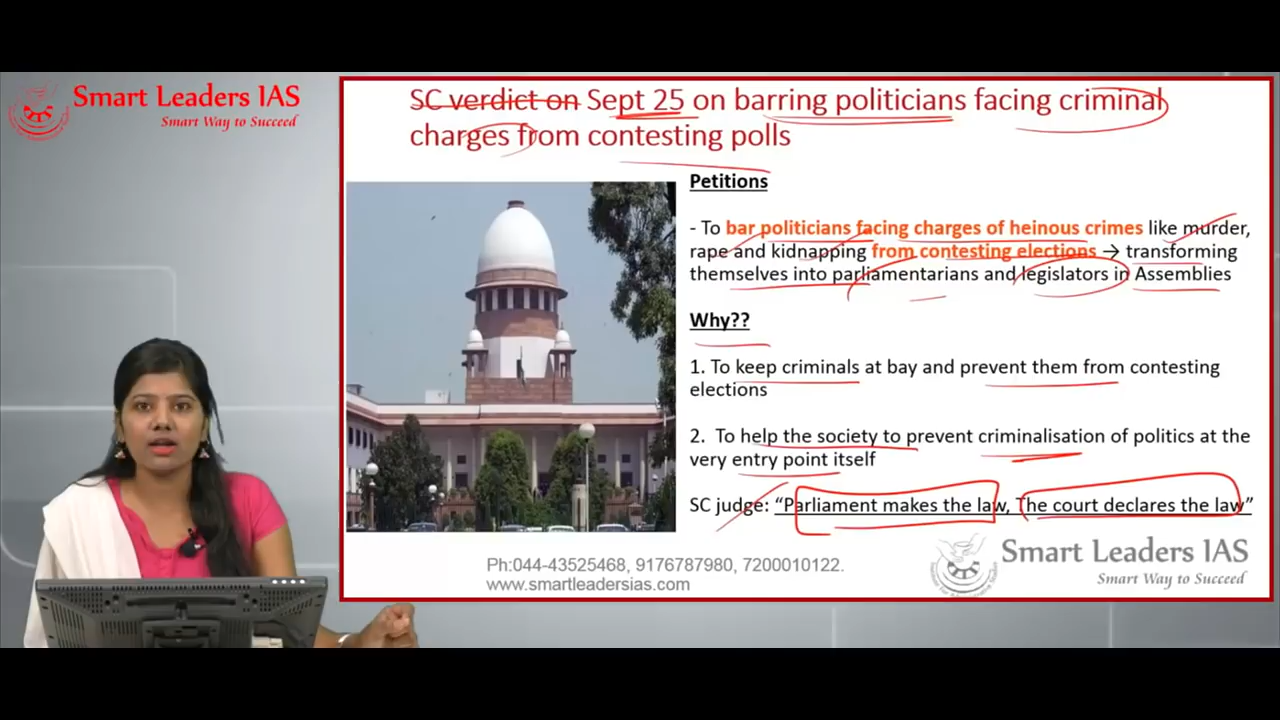 Smart Leaders IAS
Smart Way to Succeed
SC verdict on Sept 25 on barring politicians facing criminal
charges from contesting polls
Petitions
- To bar politicians facing charges of heinous crimes like murder,
rape and kidnapping from contesting elections → transforming
themselves into parliamentarians and legislators in Assemblies
Why??
1. To keep criminals at bay and prevent them from contesting
elections
2. To help the society to prevent criminalisation of politics at the
very entry point itself
SC judge: “Parliament makes the law, The court declares the law”
Ph:044-43525468, 9176787980, 7200010122.
www.smartleadersias.com
Smart Leaders IAS
Smart Way to Succeed